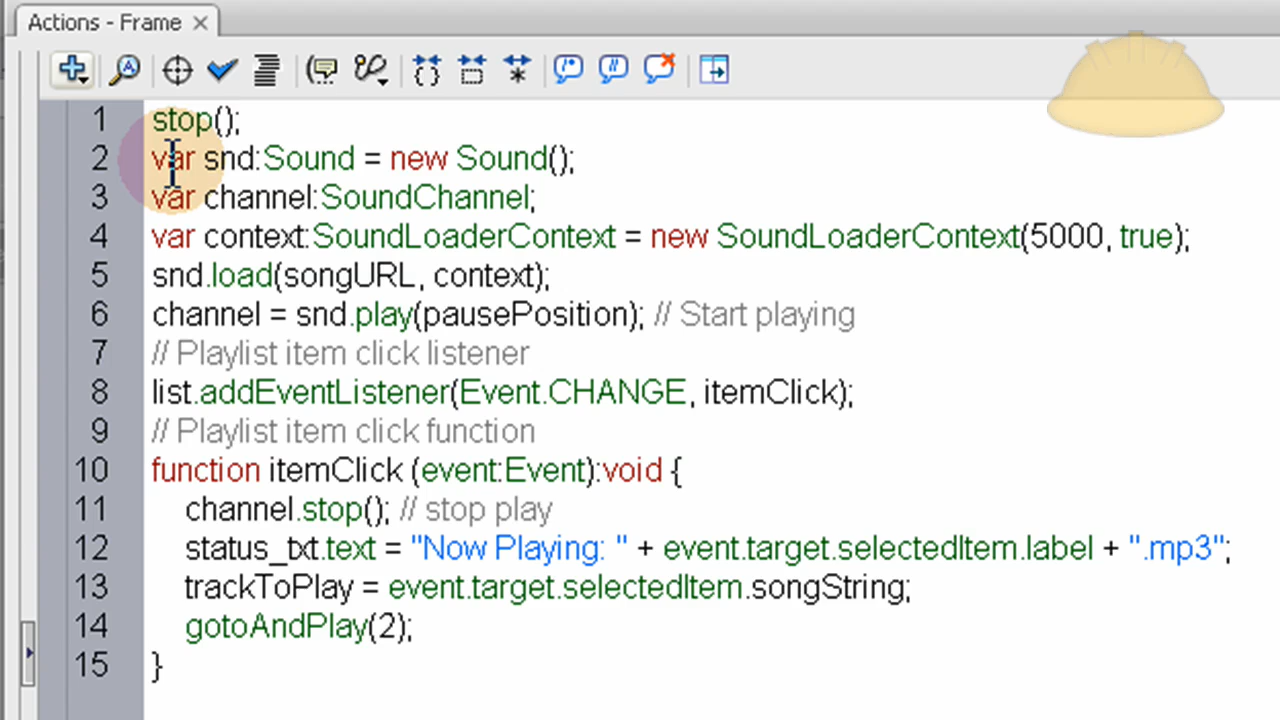 Actions - Frame
1 stop();
2 var snd:Sound = new Sound();
3 var channel:SoundChannel;
4 var context:SoundLoaderContext = new SoundLoaderContext(5000, true);
5 snd.load(songURL, context);
6 channel = snd.play(pausePosition); // Start playing
7 // Playlist item click listener
8 list.addEventListener(Event.CHANGE, itemClick);
9 // Playlist item click function
10 function itemClick (event:Event):void {
11 channel.stop(); // stop play
12 status_txt.text = "Now Playing: " + event.target.selectedItem.label + ".mp3";
13 trackToPlay = event.target.selectedItem.songString;
14 gotoAndPlay(2);
15 }